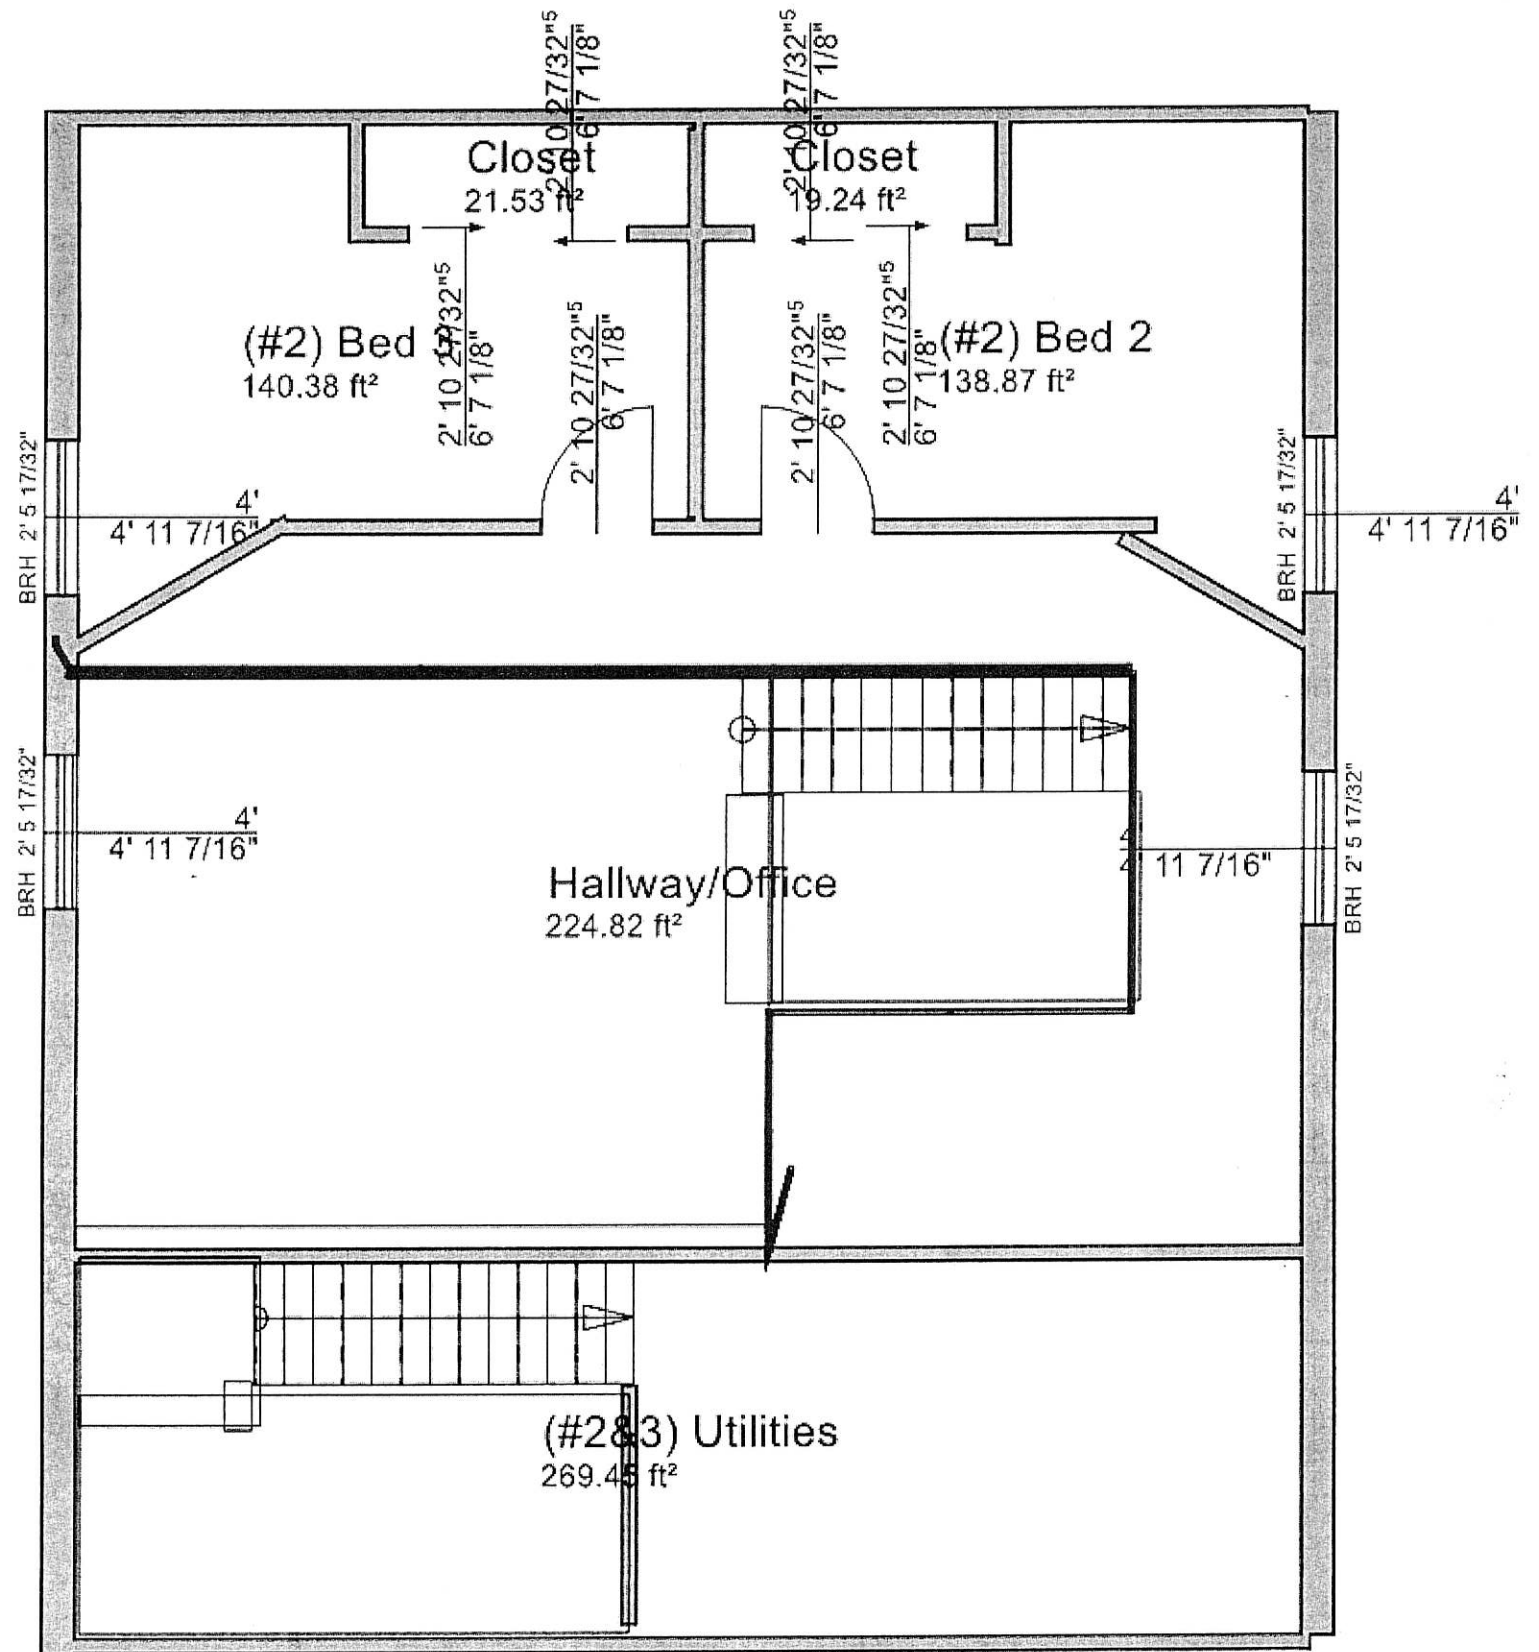 2' 10 27/32"5
6' 7 1/8"
2' 10 27/32"5
6' 7 1/8"
Closet
21.53 ft²
Closet
19.24 ft²
(#2) Bed
140.38 ft²
2' 10 27/32"5
6' 7 1/8"
2' 10 27/32"5
6' 7 1/8"
2' 10 27/32"5
6' 7 1/8"
2' 10 27/32"5
6' 7 1/8"
(#2) Bed 2
138.87 ft²
BRH 2' 5 17/32"
4'
4' 11 7/16"
BRH 2' 5 17/32"
4'
4' 11 7/16"
BRH 2' 5 17/32"
4'
4' 11 7/16"
Hallway/Office
224.82 ft²
4'
4' 11 7/16"
BRH 2' 5 17/32"
(#2&3) Utilities
269.45 ft²